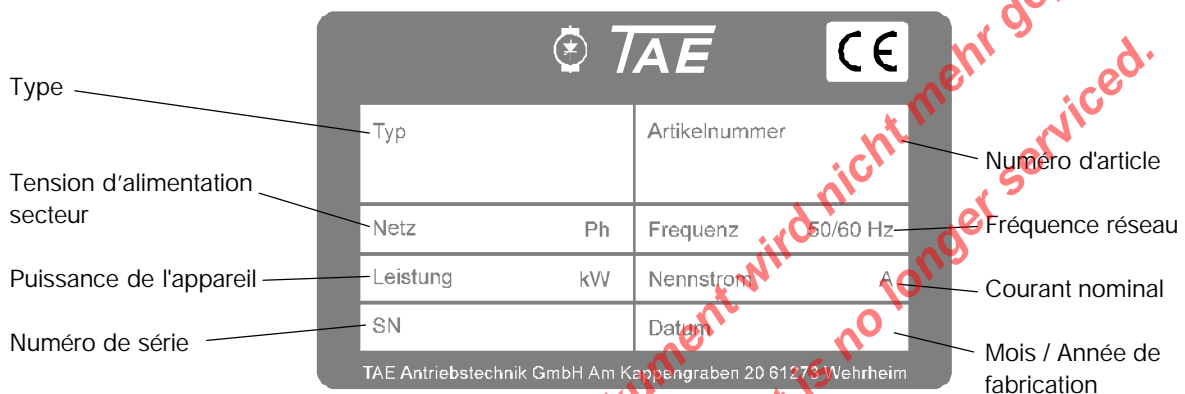 TAE
CE
Type
Typ
Artikelnummer
Numéro d'article
Tension d’alimentation
secteur
Netz Ph
Frequenz 50/60 Hz
Fréquence réseau
Puissance de l'appareil
Leistung kW
Nennstrom A
Courant nominal
Numéro de série
SN
Datum
Mois / Année de
fabrication
TAE Antriebstechnik GmbH Am Kappengraben 20 61273 Wehrheim
wird nicht mehr
is no longer serviced.